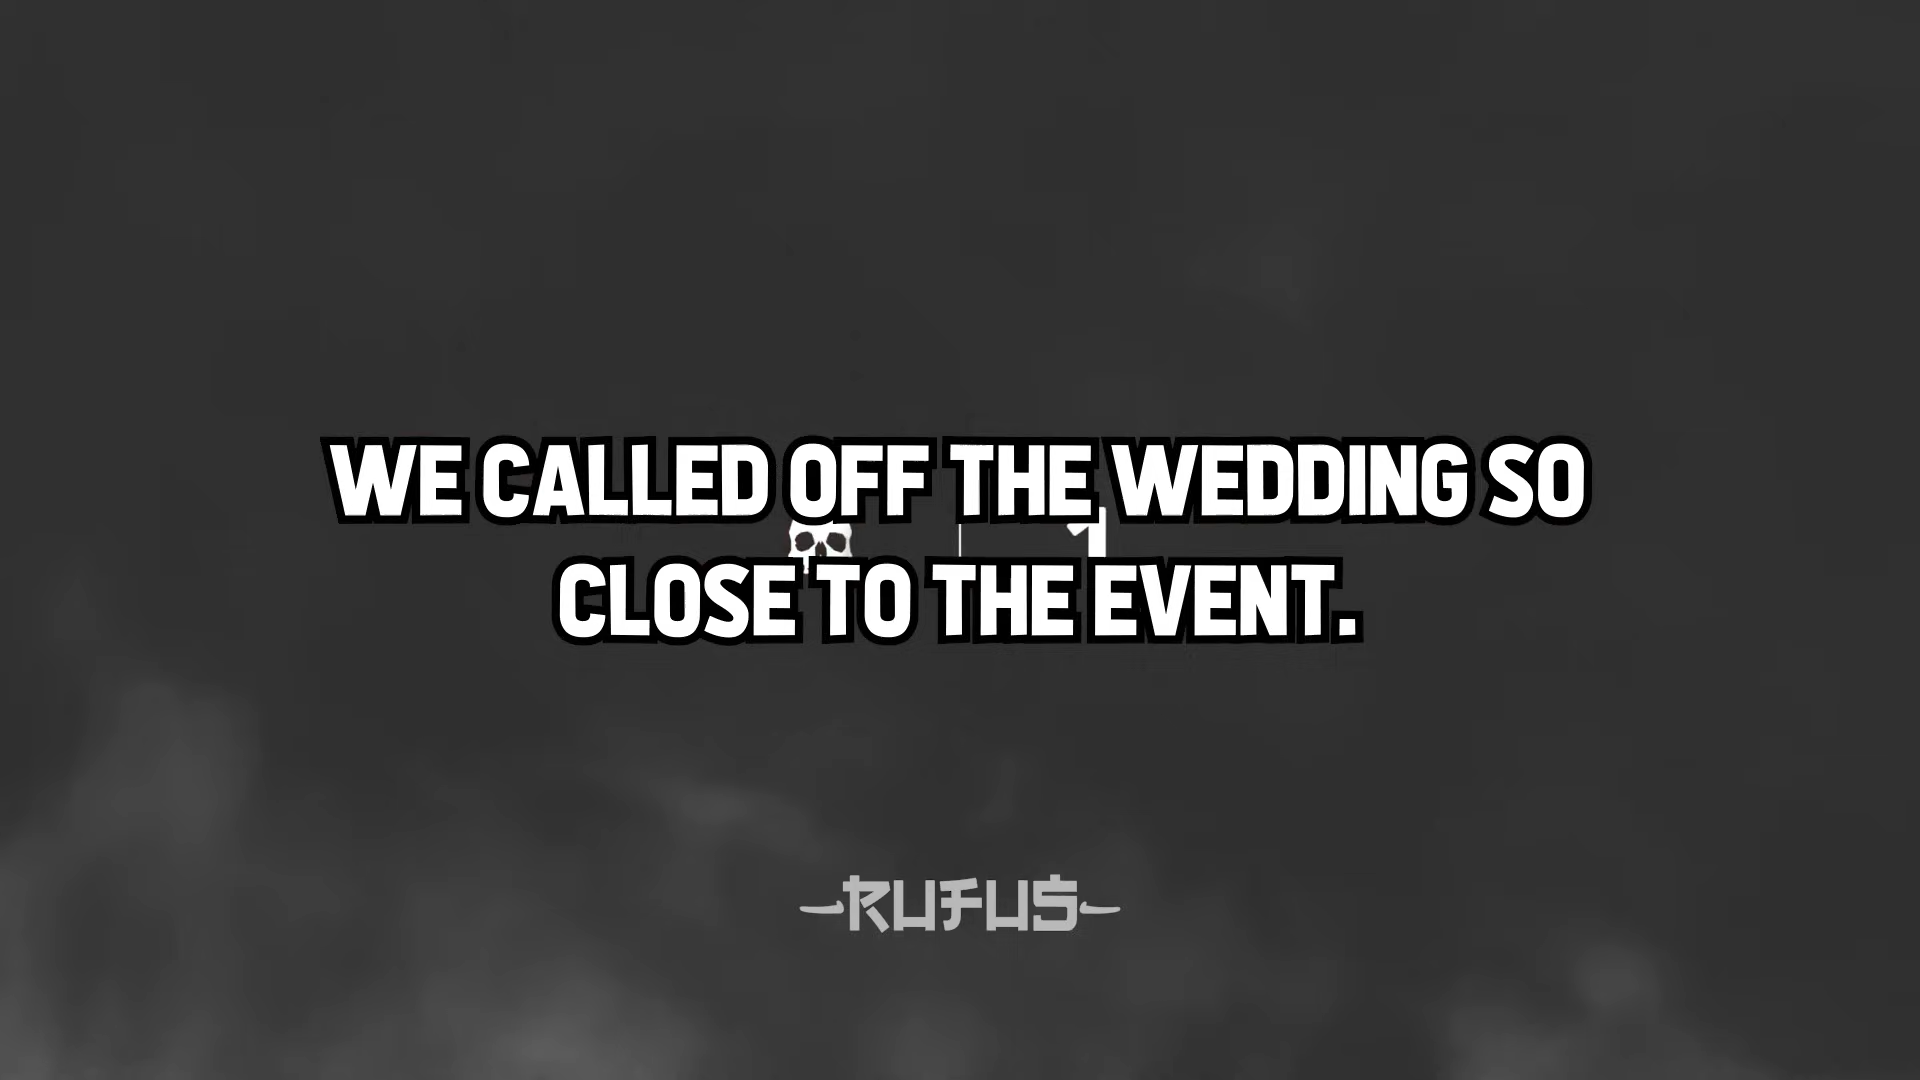 WE CALLED OFF THE WEDDING SO
CLOSE TO THE EVENT.
RUFUS